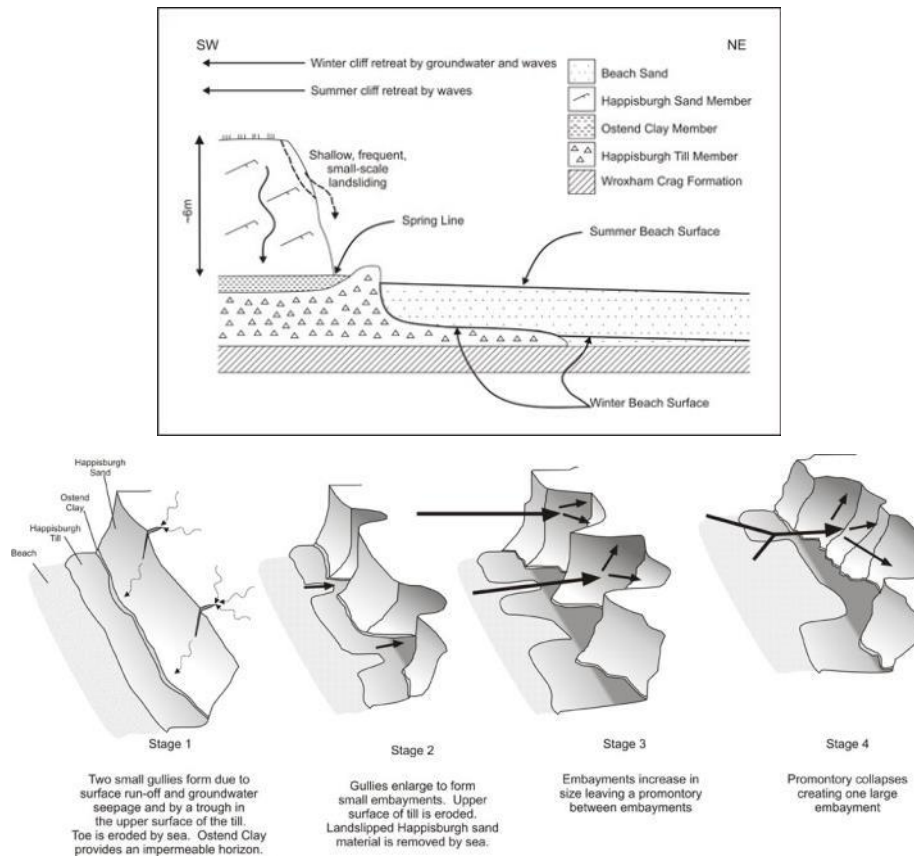 SW
NE
Winter cliff retreat by groundwater and waves
Summer cliff retreat by waves
Beach Sand
Happisburgh Sand Member
Ostend Clay Member
Happisburgh Till Member
Wroxham Crag Formation
Shallow, frequent,
small-scale
landsliding
~6m
Spring Line
Summer Beach Surface
Winter Beach Surface
Happisburgh
Sand
Ostend
Clay
Happisburgh
Till
Beach
Stage 1
Two small gullies form due to
surface run-off and groundwater
seepage and by a trough in
the upper surface of the till.
Toe is eroded by sea. Ostend Clay
provides an impermeable horizon.
Stage 2
Gullies enlarge to form
small embayments. Upper
surface of till is eroded.
Landslipped Happisburgh sand
material is removed by sea.
Stage 3
Embayments increase in
size leaving a promontory
between embayments
Stage 4
Promontory collapses
creating one large
embayment